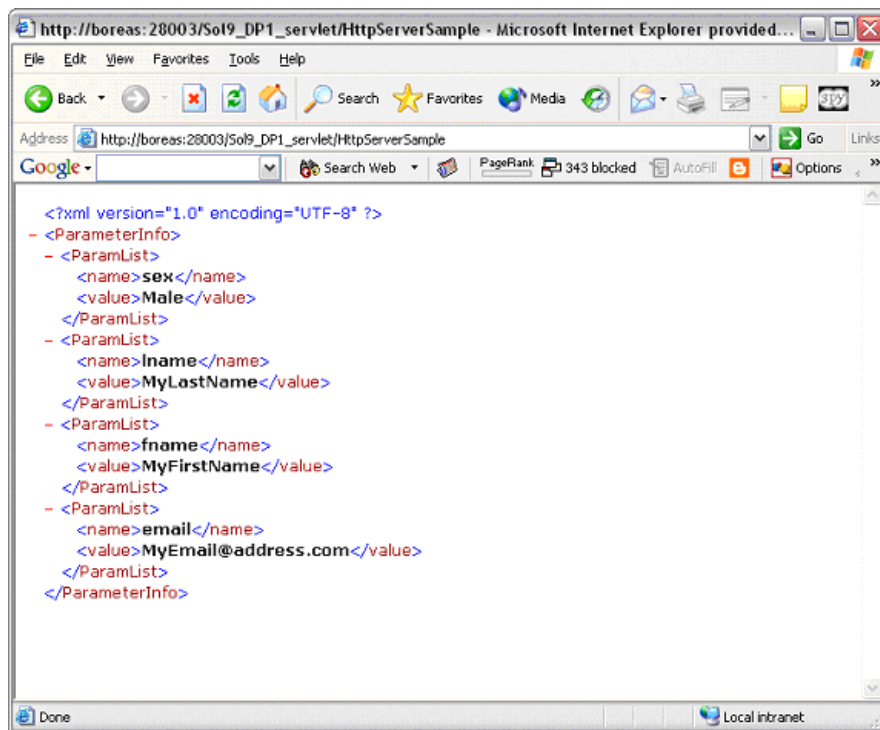 http://boreas:28003/Sol9_DP1_servlet/HttpServerSample - Microsoft Internet Explorer provided...
File Edit View Favorites Tools Help
Back Search Favorites Media SPY »
Address http://boreas:28003/Sol9_DP1_servlet/HttpServerSample Go Links
Google Search Web PageRank 343 blocked AutoFill Options »
<?xml version="1.0" encoding="UTF-8" ?>
- <ParameterInfo>
- <ParamList>
<name>sex</name>
<value>Male</value>
</ParamList>
- <ParamList>
<name>lname</name>
<value>MyLastName</value>
</ParamList>
- <ParamList>
<name>fname</name>
<value>MyFirstName</value>
</ParamList>
- <ParamList>
<name>email</name>
<value>MyEmail@address.com</value>
</ParamList>
</ParameterInfo>
Done Local intranet